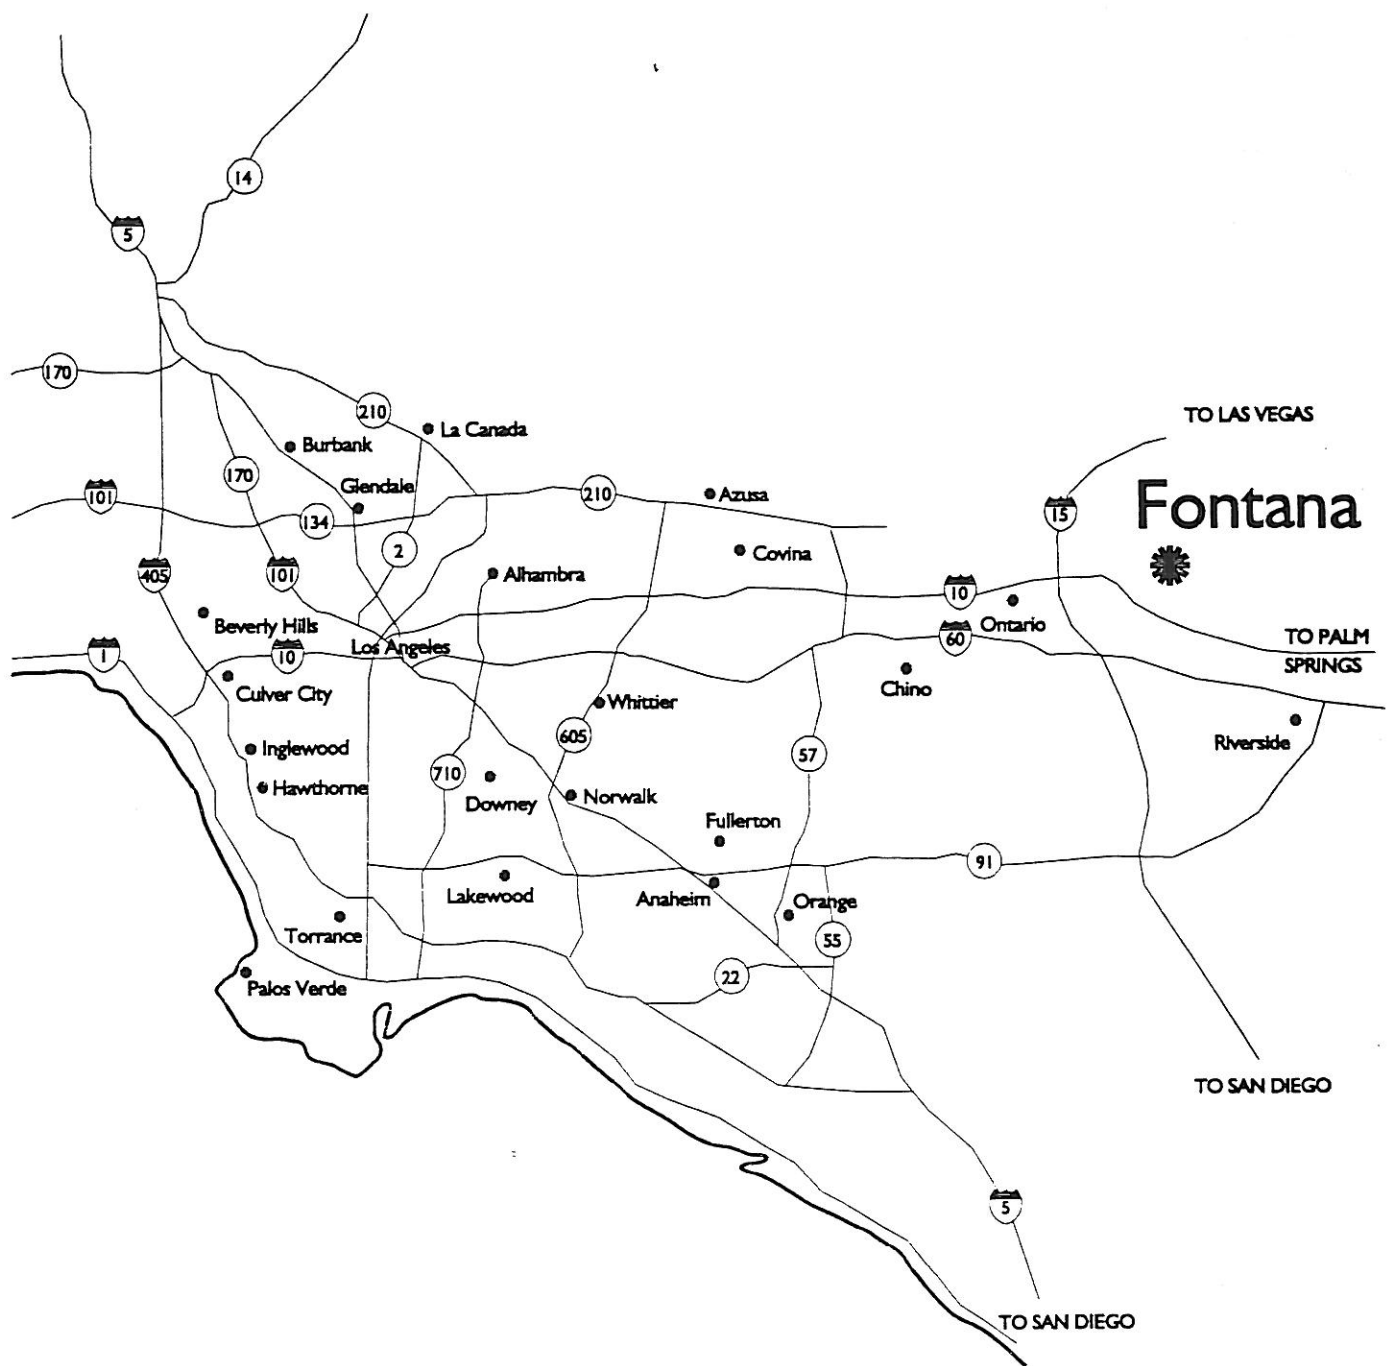 14
5
170
210
La Canada
Burbank
TO LAS VEGAS
170
Glendale
101
210
Azusa
15
Fontana
134
2
Covina
405
101
Alhambra
10
Beverly Hills
Ontario
60
TO PALM
SPRINGS
1
10
Los Angeles
Culver City
Chino
Whittier
605
Riverside
Inglewood
57
710
Hawthorne
Downey
Norwalk
Fullerton
91
Lakewood
Anaheim
Orange
Torrance
55
22
Palos Verde
TO SAN DIEGO
5
TO SAN DIEGO